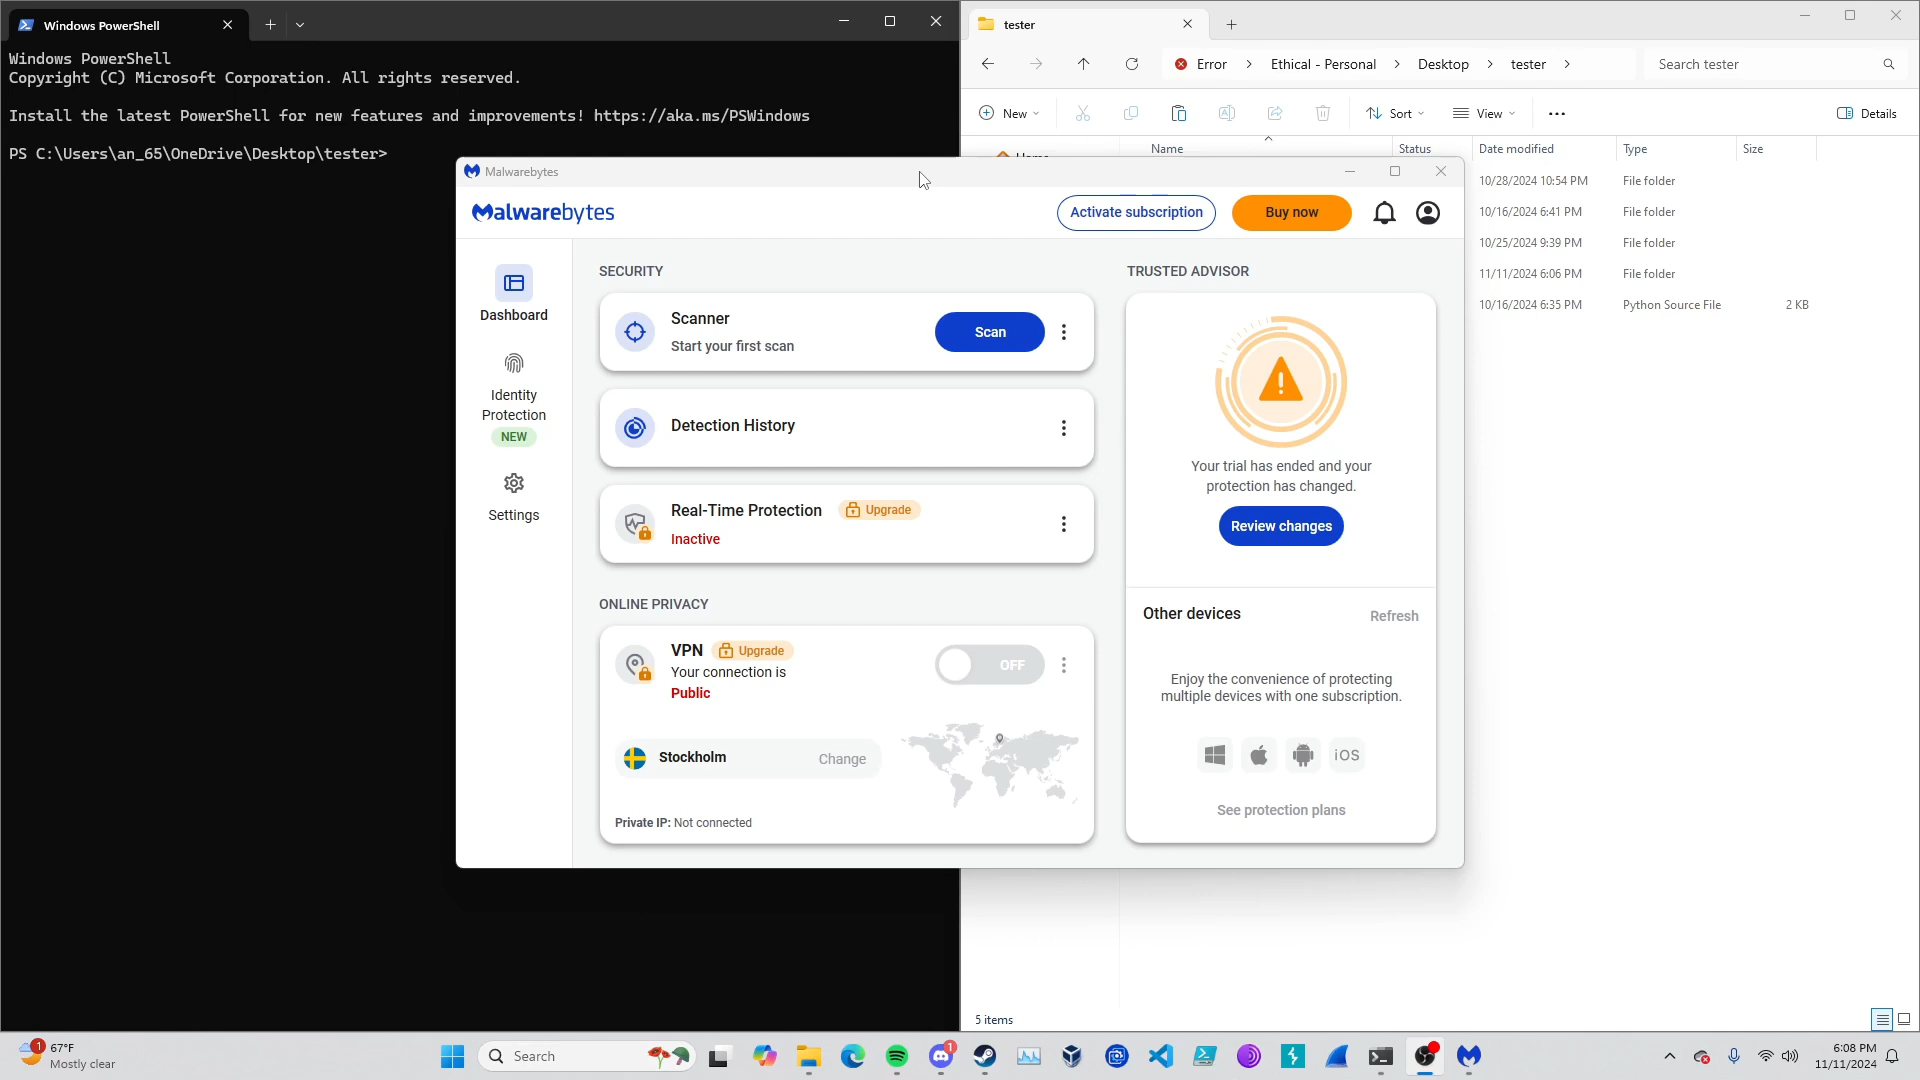 Windows PowerShell
Windows PowerShell
Copyright (C) Microsoft Corporation. All rights reserved.
Install the latest PowerShell for new features and improvements! https://aka.ms/PSWindows
PS C:\Users\an_65\OneDrive\Desktop\tester>
tester
Error
Ethical - Personal
Desktop
tester
Search tester
New
Sort
View
Details
Name
Status
Date modified
Type
Size
10/28/2024 10:54 PM
File folder
10/16/2024 6:41 PM
File folder
10/25/2024 9:39 PM
File folder
11/11/2024 6:06 PM
File folder
10/16/2024 6:35 PM
Python Source File
2 KB
5 items
Malwarebytes
Malwarebytes
Activate subscription
Buy now
Dashboard
Identity
Protection
NEW
Settings
SECURITY
Scanner
Start your first scan
Scan
Detection History
Real-Time Protection
Upgrade
Inactive
ONLINE PRIVACY
VPN
Upgrade
Your connection is
Public
OFF
Stockholm
Change
Private IP: Not connected
TRUSTED ADVISOR
Your trial has ended and your
protection has changed.
Review changes
Other devices
Refresh
Enjoy the convenience of protecting
multiple devices with one subscription.
iOS
See protection plans
1
67°F
Mostly clear
Search
1
6:08 PM
11/11/2024